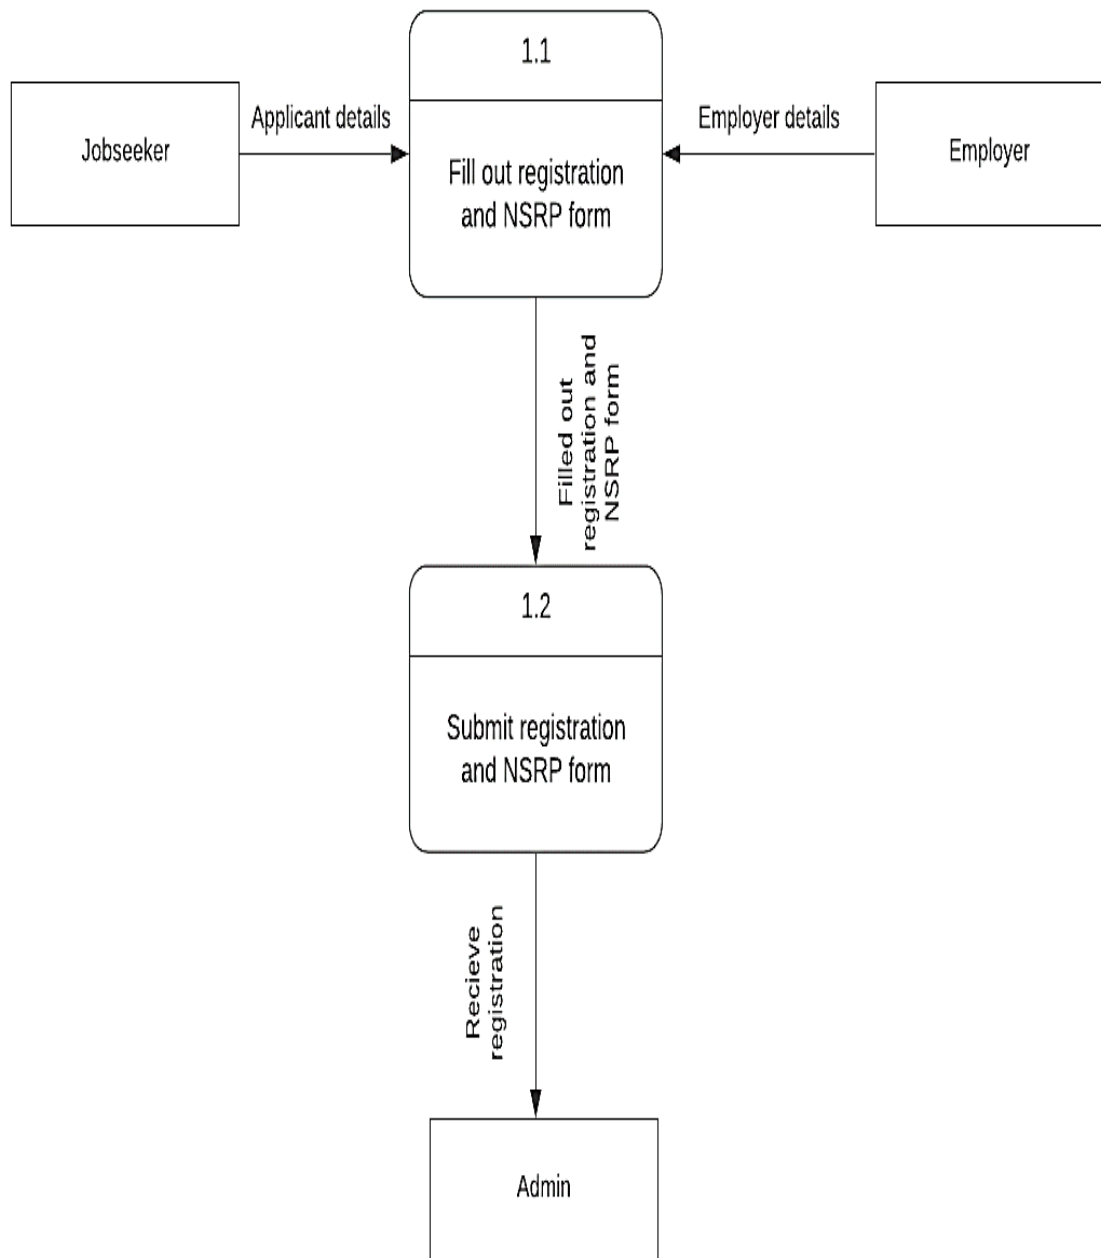 1.1
Jobseeker
Applicant details
Fill out registration
and NSRP form
Employer details
Employer
Filled out
registration and
NSRP form
1.2
Submit registration
and NSRP form
Recieve
registration
Admin